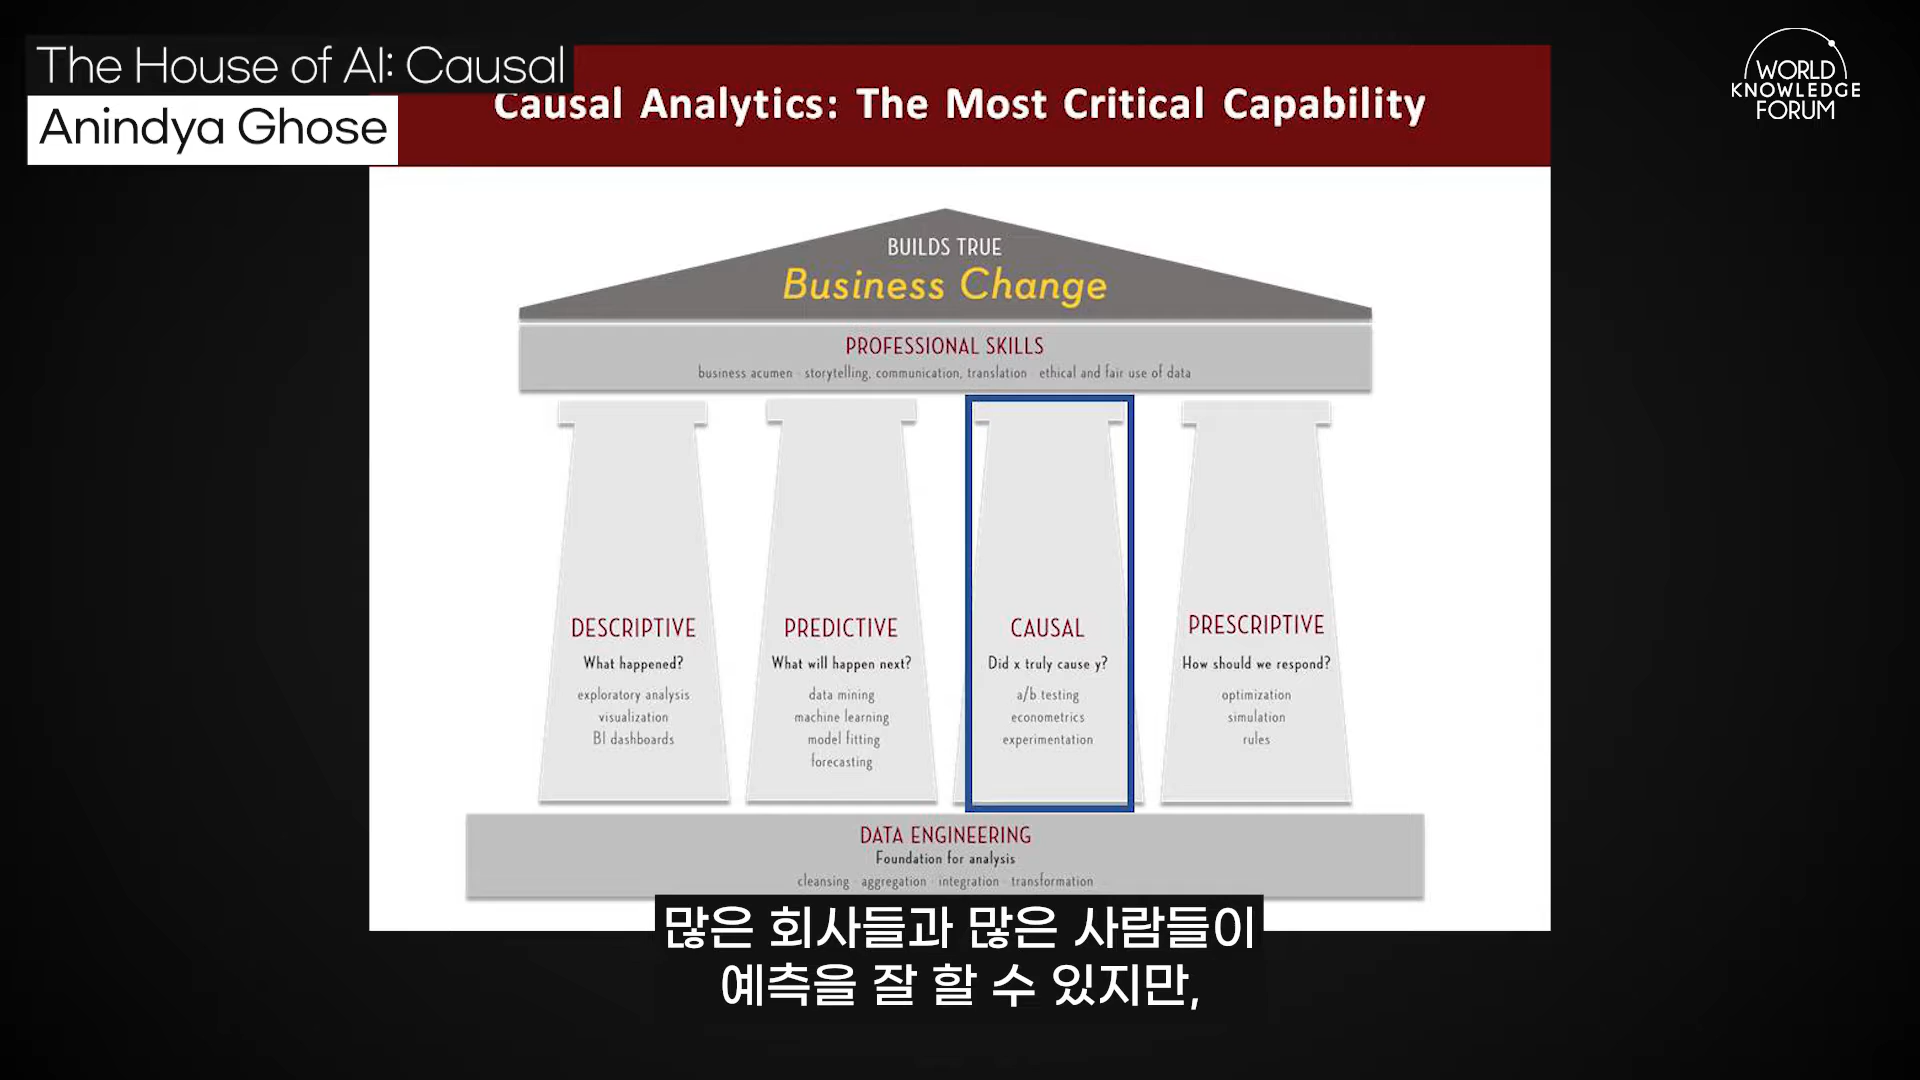 The House of AI: Causal
Anindya Ghose
WORLD
KNOWLEDGE
FORUM
Causal Analytics: The Most Critical Capability
BUILDS TRUE
Business Change
PROFESSIONAL SKILLS
business acumen · storytelling, communication, translation · ethical and fair use of data
DESCRIPTIVE
What happened?
exploratory analysis
visualization
BI dashboards
PREDICTIVE
What will happen next?
data mining
machine learning
model fitting
forecasting
CAUSAL
Did x truly cause y?
a/b testing
econometrics
experimentation
PRESCRIPTIVE
How should we respond?
optimization
simulation
rules
DATA ENGINEERING
Foundation for analysis
cleansing · aggregation · integration · transformation
많은 회사들과 많은 사람들이
예측을 잘 할 수 있지만,